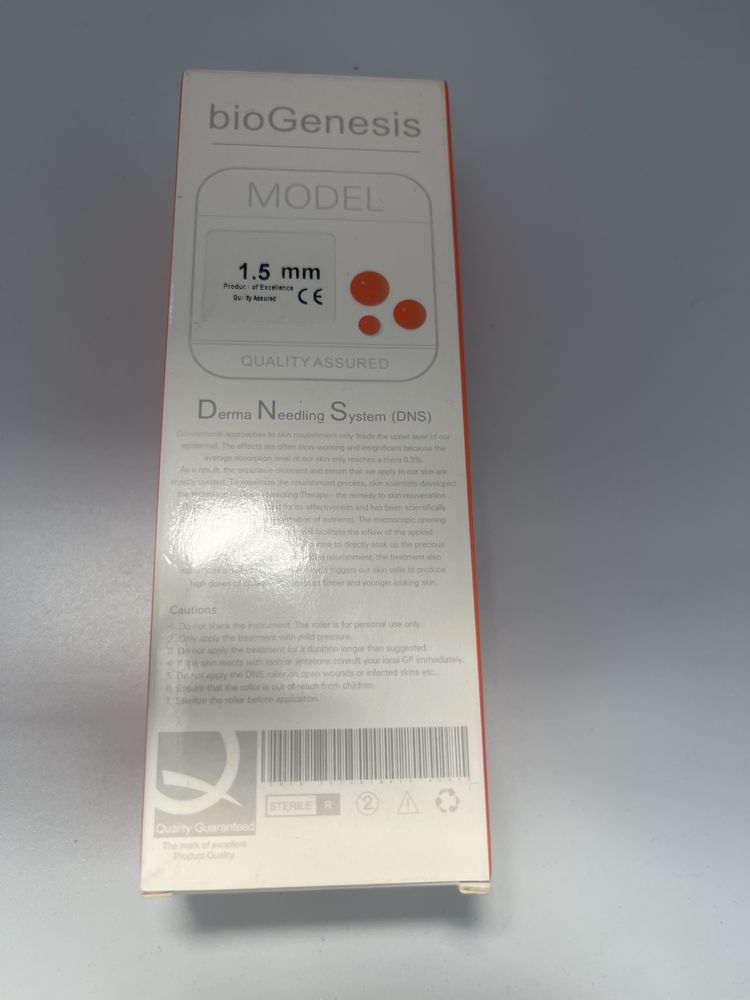 bioGenesis
MODEL
1.5 mm
Produc of Excellence
Quality Assured CE
QUALITY ASSURED
Derma Needling System (DNS)
Conventional approaches to skin nourishment only feeds the upper layer of our
epidermal. The effects are often slow working and insignificant because the
average absorption level of our skin only reaches a mere 0.3%.
As a result, the expensive ointment and serum that we apply to our skin are
mostly wasted. To maximize the nourishment process, skin scientists developed
the Derma Needling Therapy- the remedy to skin rejuvenation
for its effectiveness and has been scientifically
of nutrients. The microscopic opening
facilitate the inflow of the applied
to directly soak up the precious
nourishment, the treatment also
triggers our skin cells to produce
high doses of firmer and younger looking skin.
Cautions
1. Do not share the instrument. The roller is for personal use only.
2. Only apply the treatment with mild pressure.
3. Do not apply the treatment for a duration longer than suggested.
4. If the skin reacts with rash or irritations consult your local GP immediately.
5. Do not apply the DNS roller on open wounds or infected skins etc..
6. Ensure that the roller is out of reach from children.
7. Sterilize the roller before application.
STERILE R 2
Quality Guaranteed
The mark of excellent
Product Quality